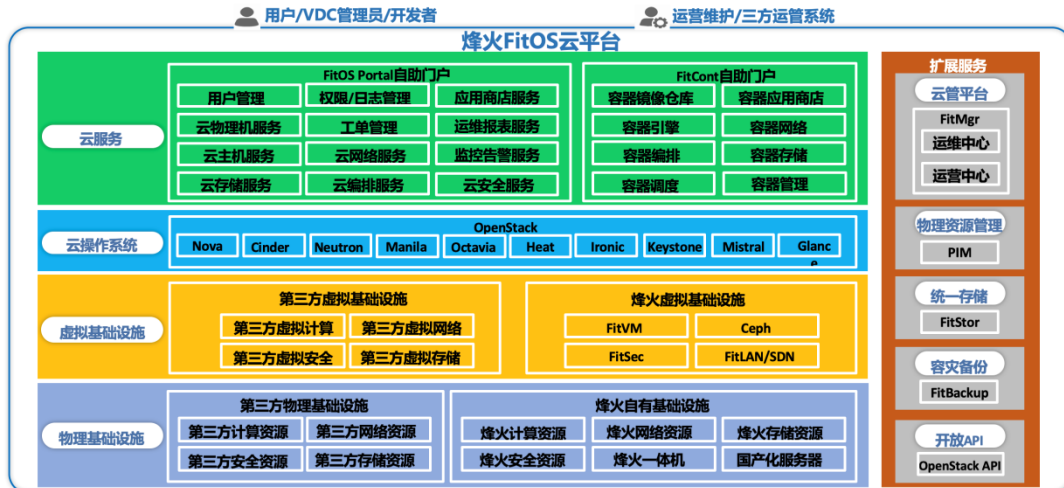 用户/VDC管理员/开发者
运营维护/三方运管系统
烽火FitOS云平台
云服务
FitOS Portal自助门户
用户管理
权限/日志管理
应用商店服务
云物理机服务
工单管理
运维报表服务
云主机服务
云网络服务
监控告警服务
云存储服务
云编排服务
云安全服务
FitCont自助门户
容器镜像仓库
容器应用商店
容器引擎
容器网络
容器编排
容器存储
容器调度
容器管理
云操作系统
OpenStack
Nova
Cinder
Neutron
Manila
Octavia
Heat
Ironic
Keystone
Mistral
Glanc
e
虚拟基础设施
第三方虚拟基础设施
第三方虚拟计算
第三方虚拟网络
第三方虚拟安全
第三方虚拟存储
烽火虚拟基础设施
FitVM
Ceph
FitSec
FitLAN/SDN
物理基础设施
第三方物理基础设施
第三方计算资源
第三方网络资源
第三方安全资源
第三方存储资源
烽火自有基础设施
烽火计算资源
烽火网络资源
烽火存储资源
烽火安全资源
烽火一体机
国产化服务器
扩展服务
云管平台
FitMgr
运维中心
运营中心
物理资源管理
PIM
统一存储
FitStor
容灾备份
FitBackup
开放API
OpenStack API